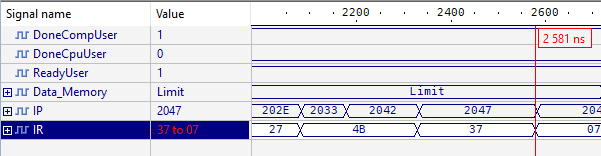 Signal name Value 2200 2400 2600
DoneCompUser 1 2 581 ns
DoneCpuUser 0
ReadyUser 1
Data_Memory Limit Limit
IP 2047 202E 2033 2042 2047 204
IR 37 to 07 27 4B 37 07